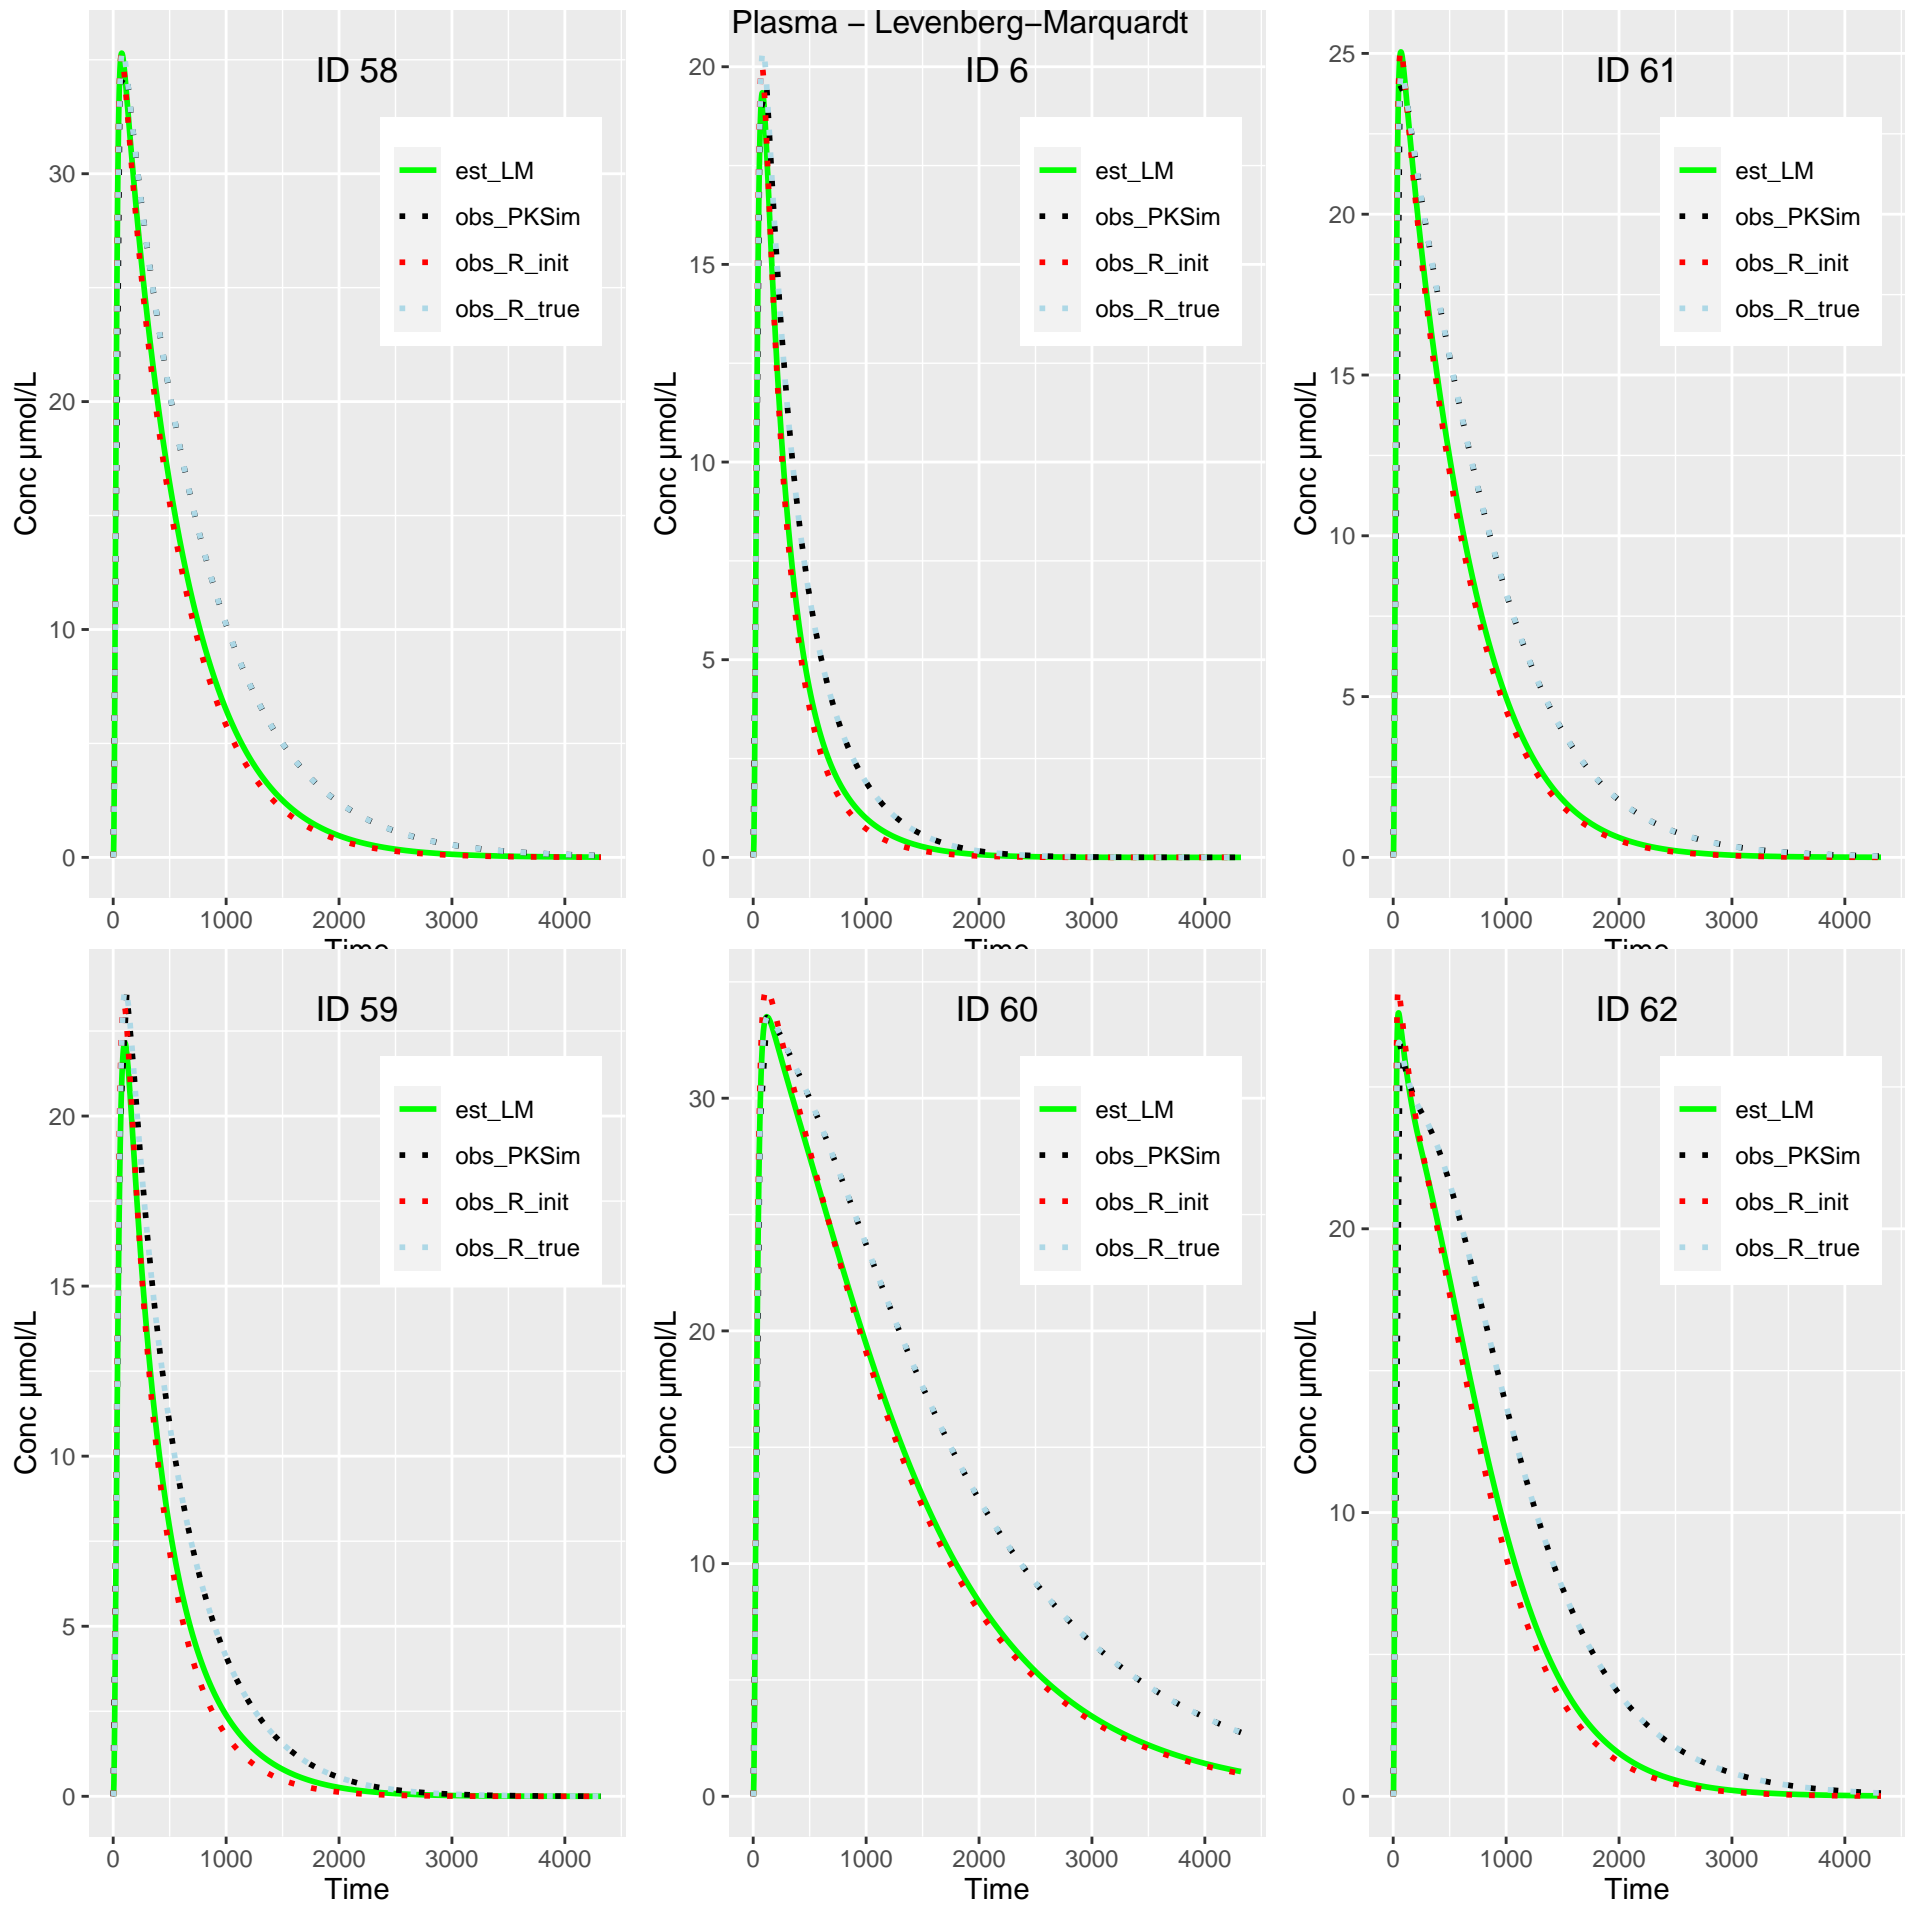 Plasma − Levenberg−Marquardt
ID 58
est_LM
obs_PKSim
obs_R_init
obs_R_true
Conc µmol/L
30
20
10
0
0 1000 2000 3000 4000
Time
ID 6
est_LM
obs_PKSim
obs_R_init
obs_R_true
Conc µmol/L
20
15
10
5
0
0 1000 2000 3000 4000
ID 61
est_LM
obs_PKSim
obs_R_init
obs_R_true
Conc µmol/L
25
20
15
10
5
0
0 1000 2000 3000 4000
Time
ID 59
est_LM
obs_PKSim
obs_R_init
obs_R_true
Conc µmol/L
20
15
10
5
0
0 1000 2000 3000 4000
Time
ID 60
est_LM
obs_PKSim
obs_R_init
obs_R_true
Conc µmol/L
30
20
10
0
0 1000 2000 3000 4000
Time
ID 62
est_LM
obs_PKSim
obs_R_init
obs_R_true
Conc µmol/L
20
10
0
0 1000 2000 3000 4000
Time